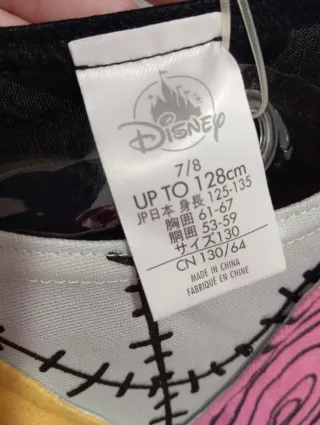 Disney
7/8
UP TO 128cm
JP日本 身長 125-135
胸囲 61-67
胴囲 53-59
サイズ130
CN 130/64
MADE IN CHINA
FABRIQUÉ EN CHINE